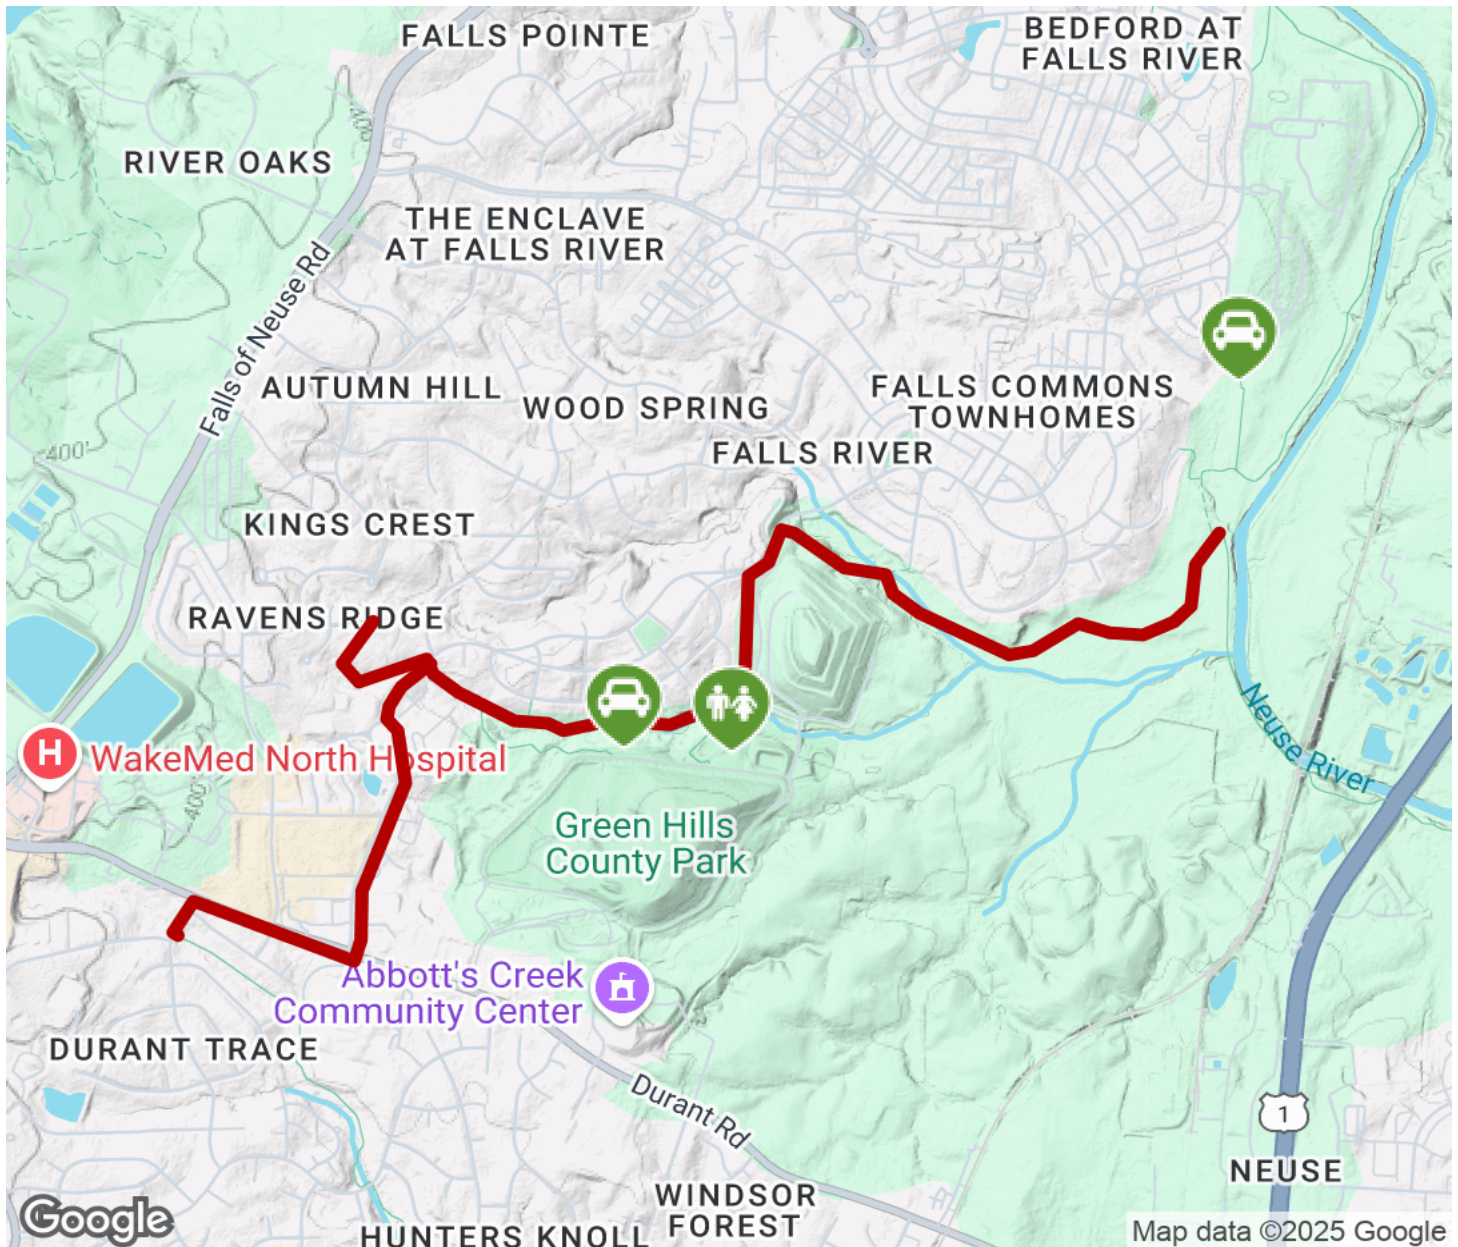 FALLS POINTE
BEDFORD AT
FALLS RIVER
400'
RIVER OAKS
THE ENCLAVE
AT FALLS RIVER
Falls of Neuse Rd
AUTUMN HILL
WOOD SPRING
FALLS COMMONS
TOWNHOMES
FALLS RIVER
400'
KINGS CREST
RAVENS RIDGE
H
WakeMed North Hospital
Neuse River
400'
Green Hills
County Park
Abbott's Creek
Community Center
DURANT TRACE
Durant Rd
1
NEUSE
WINDSOR
FOREST
HUNTERS KNOLL
Google
Map data ©2025 Google